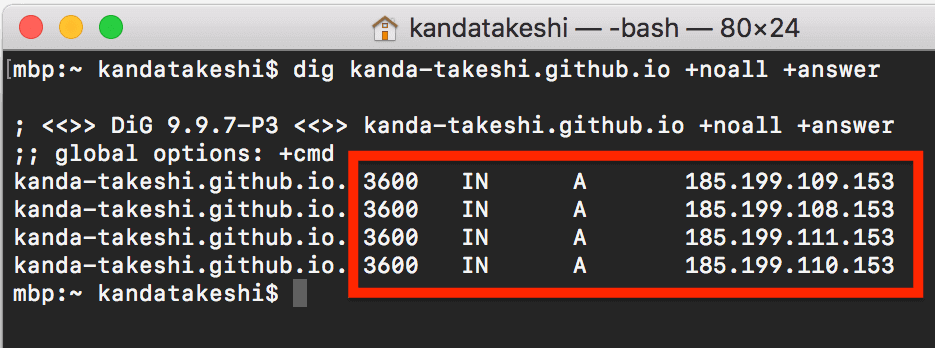 kandatakeshi — -bash — 80×24
[mbp:~ kandatakeshi$ dig kanda-takeshi.github.io +noall +answer
; <<>> DiG 9.9.7-P3 <<>> kanda-takeshi.github.io +noall +answer
;; global options: +cmd
kanda-takeshi.github.io. 3600 IN A 185.199.109.153
kanda-takeshi.github.io. 3600 IN A 185.199.108.153
kanda-takeshi.github.io. 3600 IN A 185.199.111.153
kanda-takeshi.github.io. 3600 IN A 185.199.110.153
mbp:~ kandatakeshi$